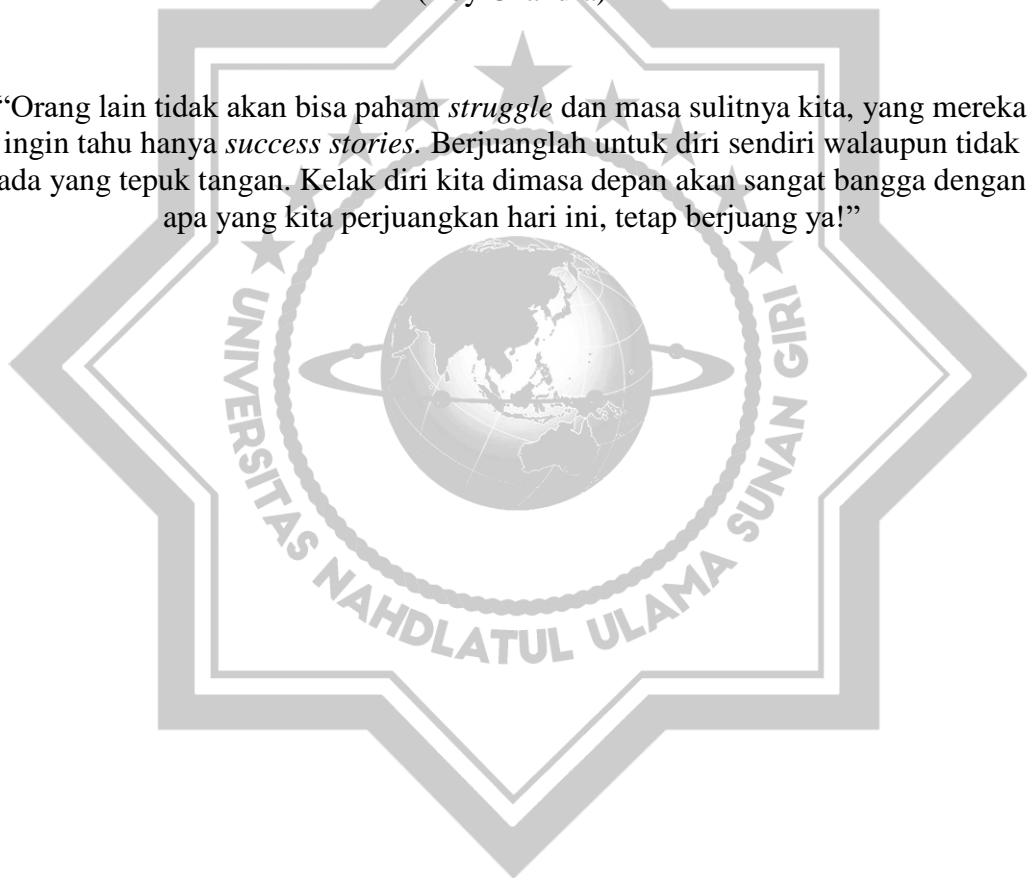 “Orang lain tidak akan bisa paham struggle dan masa sulitnya kita, yang mereka
ingin tahu hanya success stories. Berjuanglah untuk diri sendiri walaupun tidak
ada yang tepuk tangan. Kelak diri kita dimasa depan akan sangat bangga dengan
apa yang kita perjuangkan hari ini, tetap berjuang ya!”
UNIVERSITAS NAHDLATUL ULAMA SUNAN GIRI